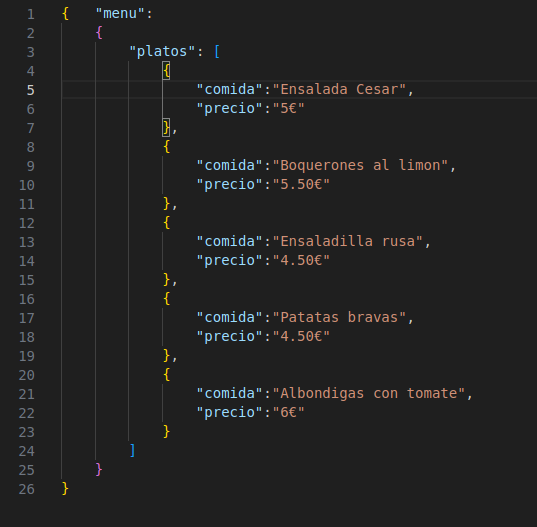 1 {   "menu":
2     {
3         "platos": [
4             {
5                 "comida":"Ensalada Cesar",
6                 "precio":"5€"
7             },
8             {
9                 "comida":"Boquerones al limon",
10                 "precio":"5.50€"
11             },
12             {
13                 "comida":"Ensaladilla rusa",
14                 "precio":"4.50€"
15             },
16             {
17                 "comida":"Patatas bravas",
18                 "precio":"4.50€"
19             },
20             {
21                 "comida":"Albondigas con tomate",
22                 "precio":"6€"
23             }
24         ]
25     }
26 }